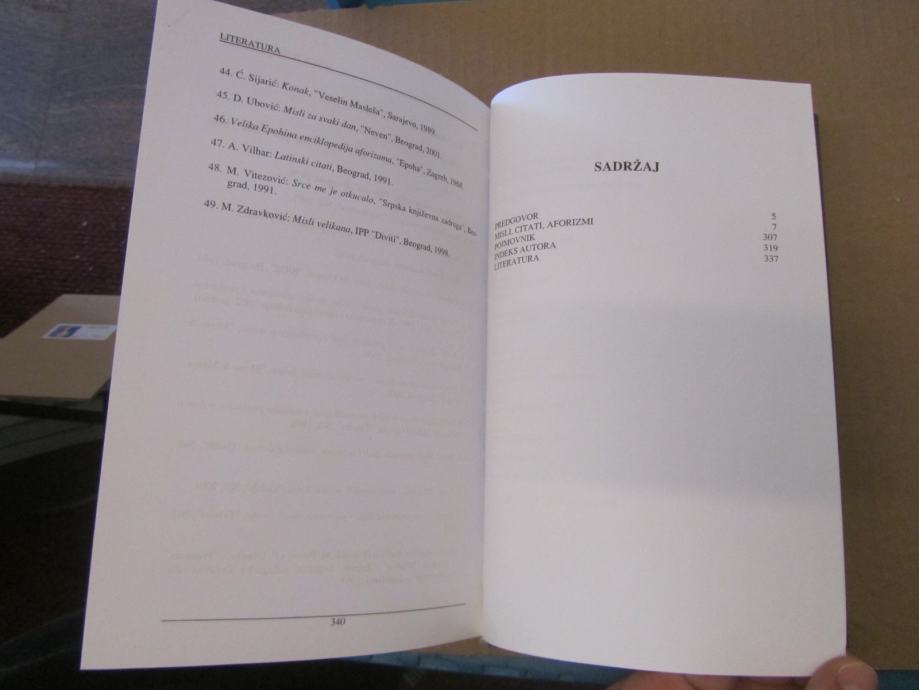 LITERATURA
44. Ć. Sijarić: Konak, "Veselin Masleša", Sarajevo, 1989.
45. D. Ubović: Misli za svaki dan, "Neven", Beograd, 2001.
46. Velika Epohina enciklopedija aforizama, "Epoha", Zagreb, 1968.
47. A. Vilhar: Latinski citati, Beograd, 1991.
48. M. Vitezović: Srce me je otkucalo, "Srpska književna zadruga", Beo-
grad, 1991.
49. M. Zdravković: Misli velikana, IPP "Diviti", Beograd, 1998.
340
SADRŽAJ
PREDGOVOR 5
MISLI, CITATI, AFORIZMI 7
POJMOVNIK 307
INDEKS AUTORA 319
LITERATURA 337